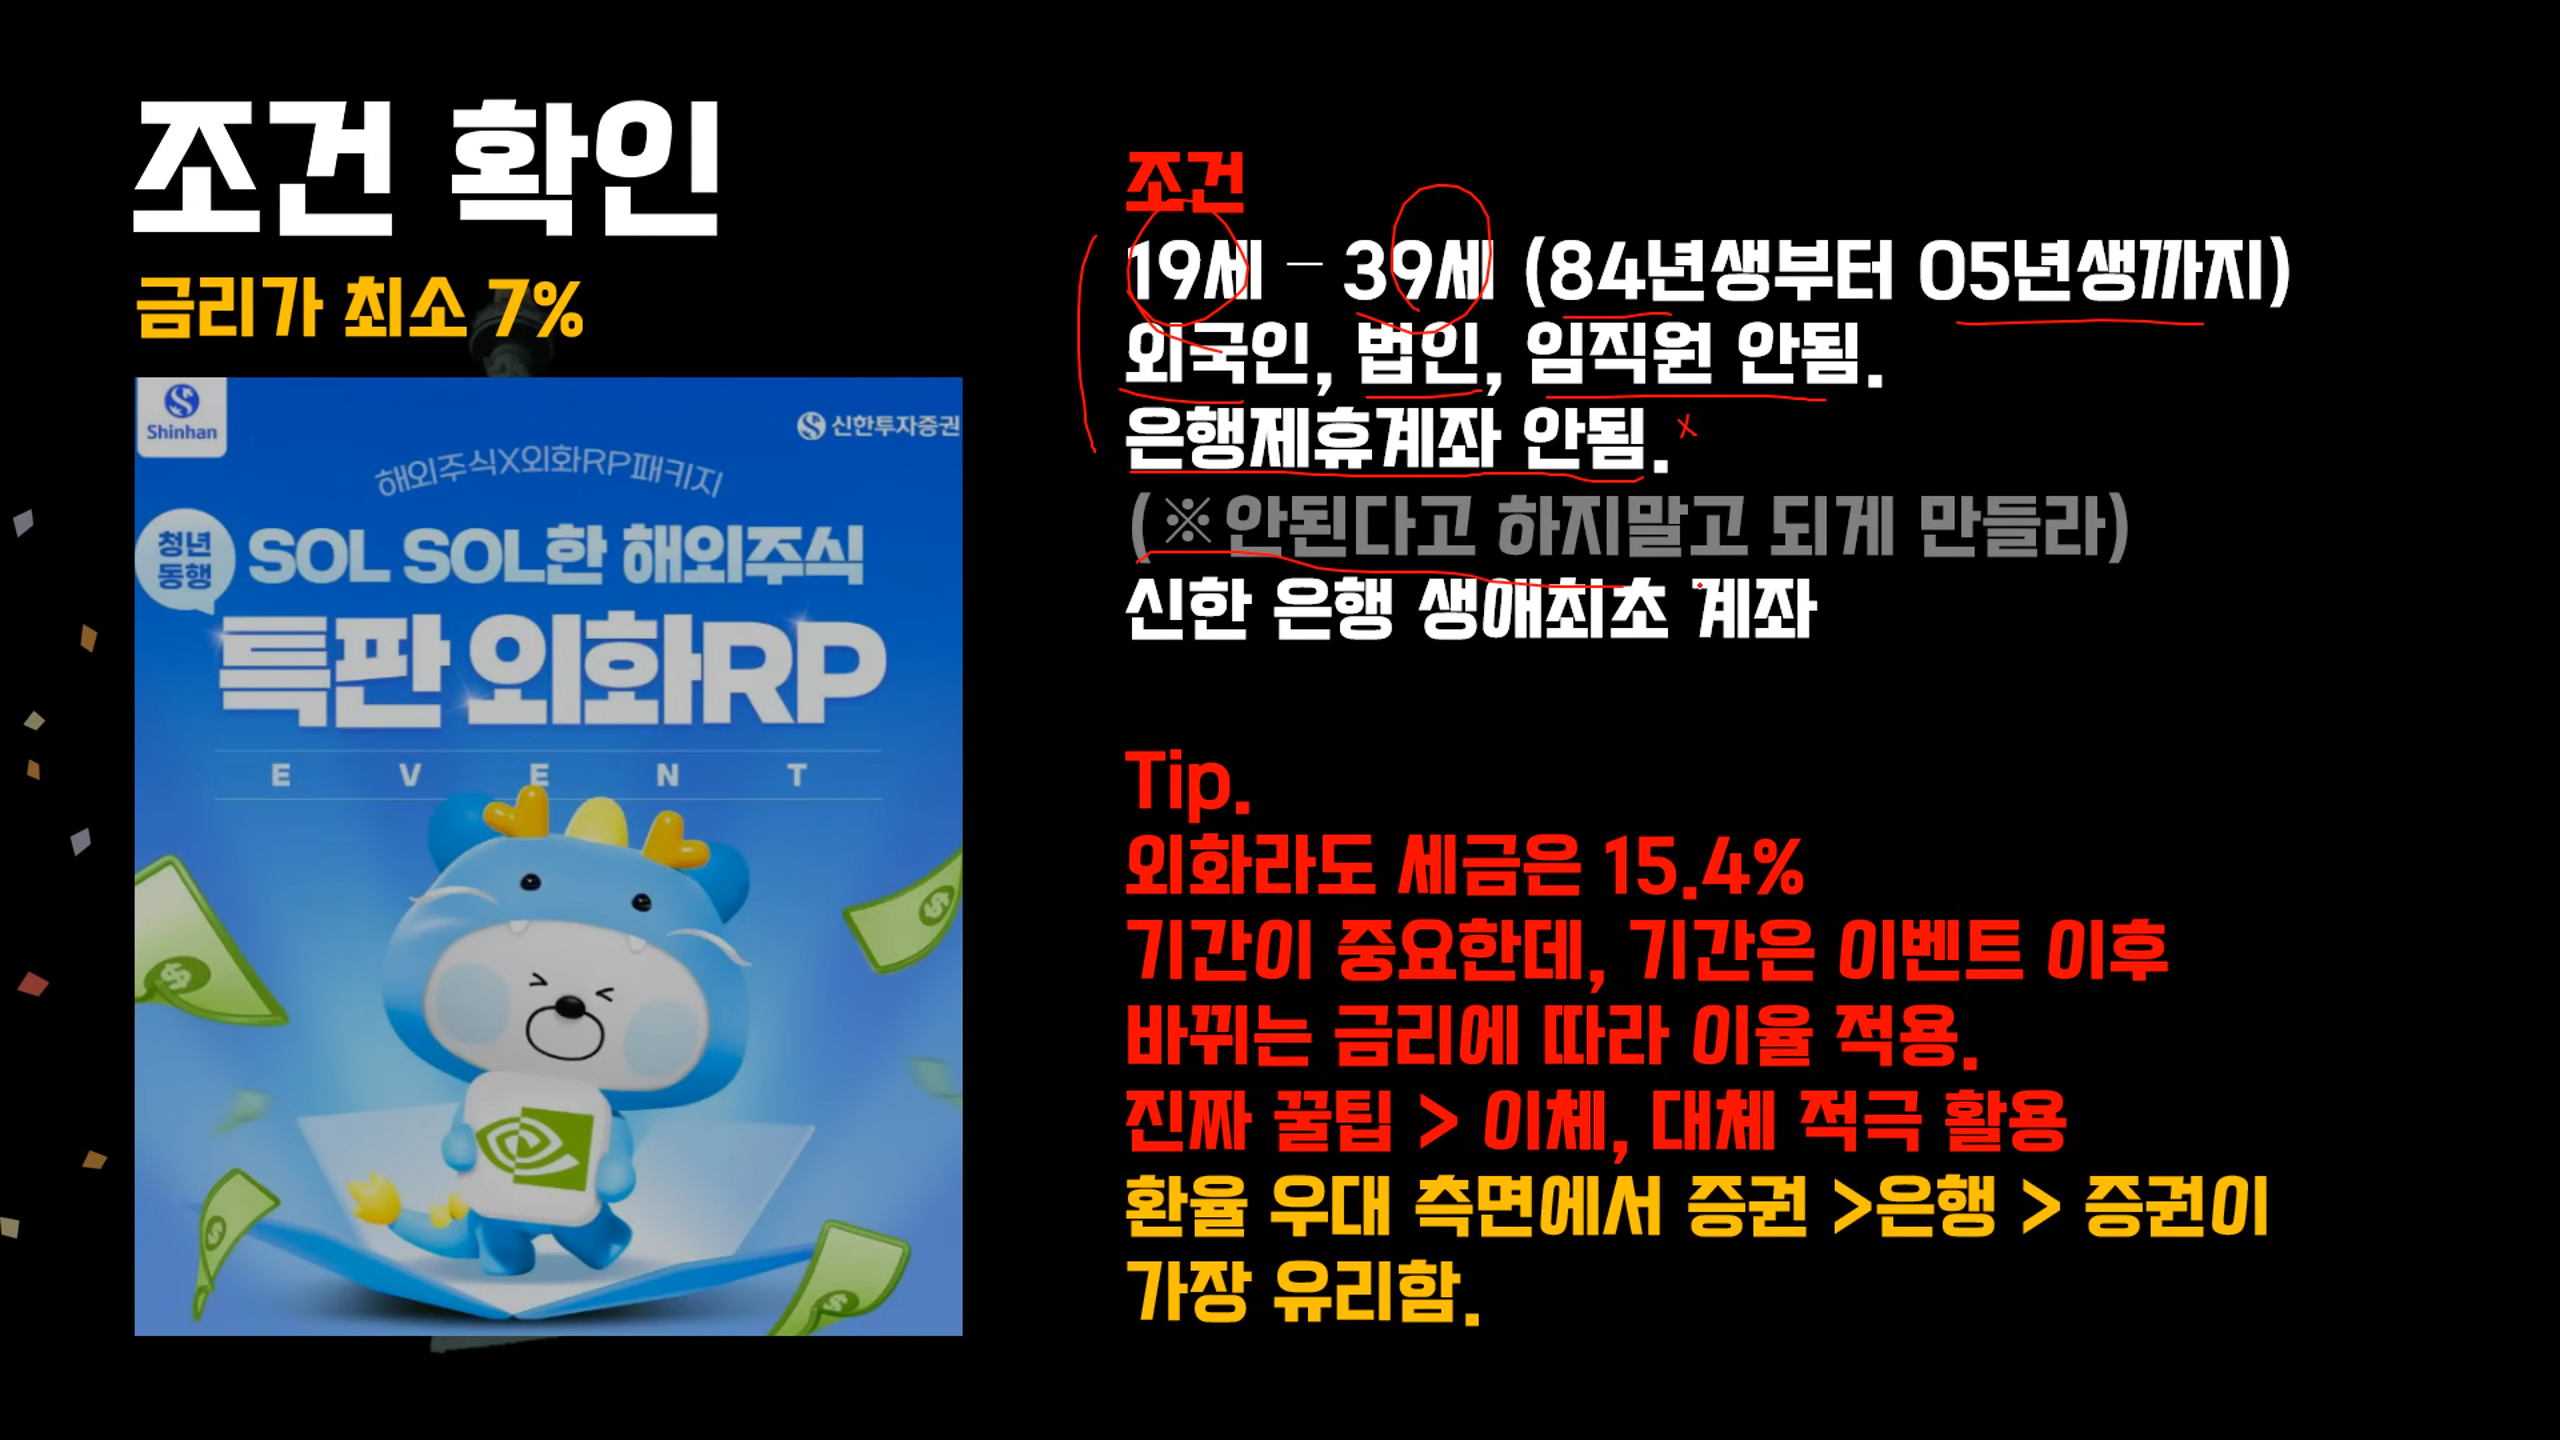 조건 확인
금리가 최소 7%
Shinhan
신한투자증권
해외주식X외화RP패키지
청년
동행
SOL SOL한 해외주식
특판 외화RP
EVENT
조건
19세 – 39세 (84년생부터 05년생까지)
외국인, 법인, 임직원 안됨.
은행제휴계좌 안됨. x
(※안된다고 하지말고 되게 만들라)
신한 은행 생애최초 계좌
Tip.
외화라도 세금은 15.4%
기간이 중요한데, 기간은 이벤트 이후
바뀌는 금리에 따라 이율 적용.
진짜 꿀팁 > 이체, 대체 적극 활용
환율 우대 측면에서 증권 >은행 > 증권이
가장 유리함.